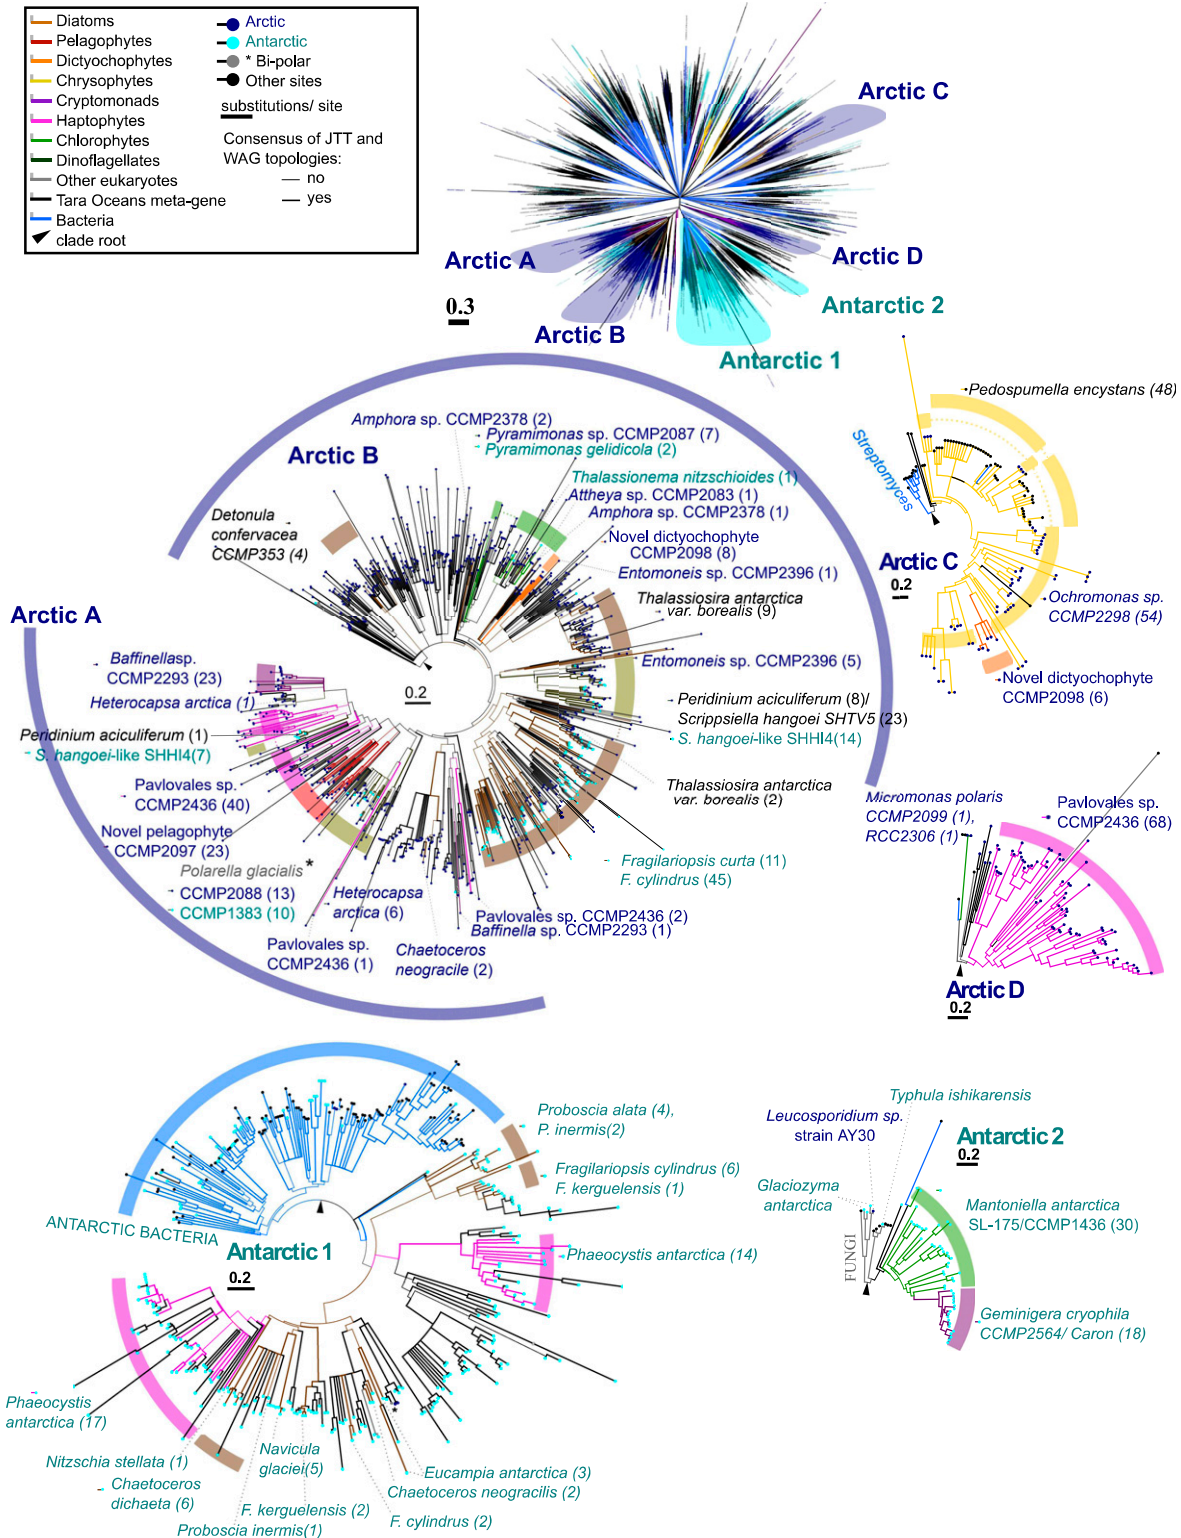 Diatoms
Pelagophytes
Dictyochophytes
Chrysophytes
Cryptomonads
Haptophytes
Chlorophytes
Dinoflagellates
Other eukaryotes
Tara Oceans meta-gene
Bacteria
clade root
Arctic
Antarctic
* Bi-polar
Other sites
substitutions/ site
Consensus of JTT and
WAG topologies:
no
yes
Arctic C
Arctic A
Arctic D
0.3
Antarctic 2
Arctic B
Antarctic 1
Arctic B
Amphora sp. CCMP2378 (2)
Pyramimonas sp. CCMP2087 (7)
Pyramimonas gelidicola (2)
Thalassionema nitzschioides (1)
Attheya sp. CCMP2083 (1)
Amphora sp. CCMP2378 (1)
Novel dictyochophyte
CCMP2098 (8)
Entomoneis sp. CCMP2396 (1)
Thalassiosira antarctica
var. borealis (9)
Detonula
confervacea
CCMP353 (4)
Entomoneis sp. CCMP2396 (5)
Peridinium aciculiferum (8)/
Scrippsiella hangoei SHTV5 (23)
S. hangoei-like SHHI4(14)
Thalassiosira antarctica
var. borealis (2)
Fragilariopsis curta (11)
F. cylindrus (45)
0.2
Arctic A
Baffinellasp.
CCMP2293 (23)
Heterocapsa arctica (1)
Peridinium aciculiferum (1)
S. hangoei-like SHHI4(7)
Pavlovales sp.
CCMP2436 (40)
Novel pelagophyte
CCMP2097 (23)
Polarella glacialis *
CCMP2088 (13)
CCMP1383 (10)
Heterocapsa
arctica (6)
Pavlovales sp.
CCMP2436 (1)
Chaetoceros
neogracile (2)
Pavlovales sp. CCMP2436 (2)
Baffinella sp. CCMP2293 (1)
Pedospumella encystans (48)
Streptomyces
Arctic C
0.2
Ochromonas sp.
CCMP2298 (54)
Novel dictyochophyte
CCMP2098 (6)
Micromonas polaris
CCMP2099 (1),
RCC2306 (1)
Pavlovales sp.
CCMP2436 (68)
Arctic D
0.2
Proboscia alata (4),
P. inermis(2)
Fragilariopsis cylindrus (6)
F. kerguelensis (1)
ANTARCTIC BACTERIA
Antarctic 1
0.2
Phaeocystis antarctica (14)
Phaeocystis
antarctica (17)
Nitzschia stellata (1)
Chaetoceros
dichaeta (6)
Navicula
glaciei(5)
F. kerguelensis (2)
Proboscia inermis(1)
Eucampia antarctica (3)
Chaetoceros neogracilis (2)
F. cylindrus (2)
Typhula ishikarensis
Leucosporidium sp.
strain AY30
Antarctic 2
0.2
Glaciozyma
antarctica
FUNGI
Mantoniella antarctica
SL-175/CCMP1436 (30)
Geminigera cryophila
CCMP2564/ Caron (18)